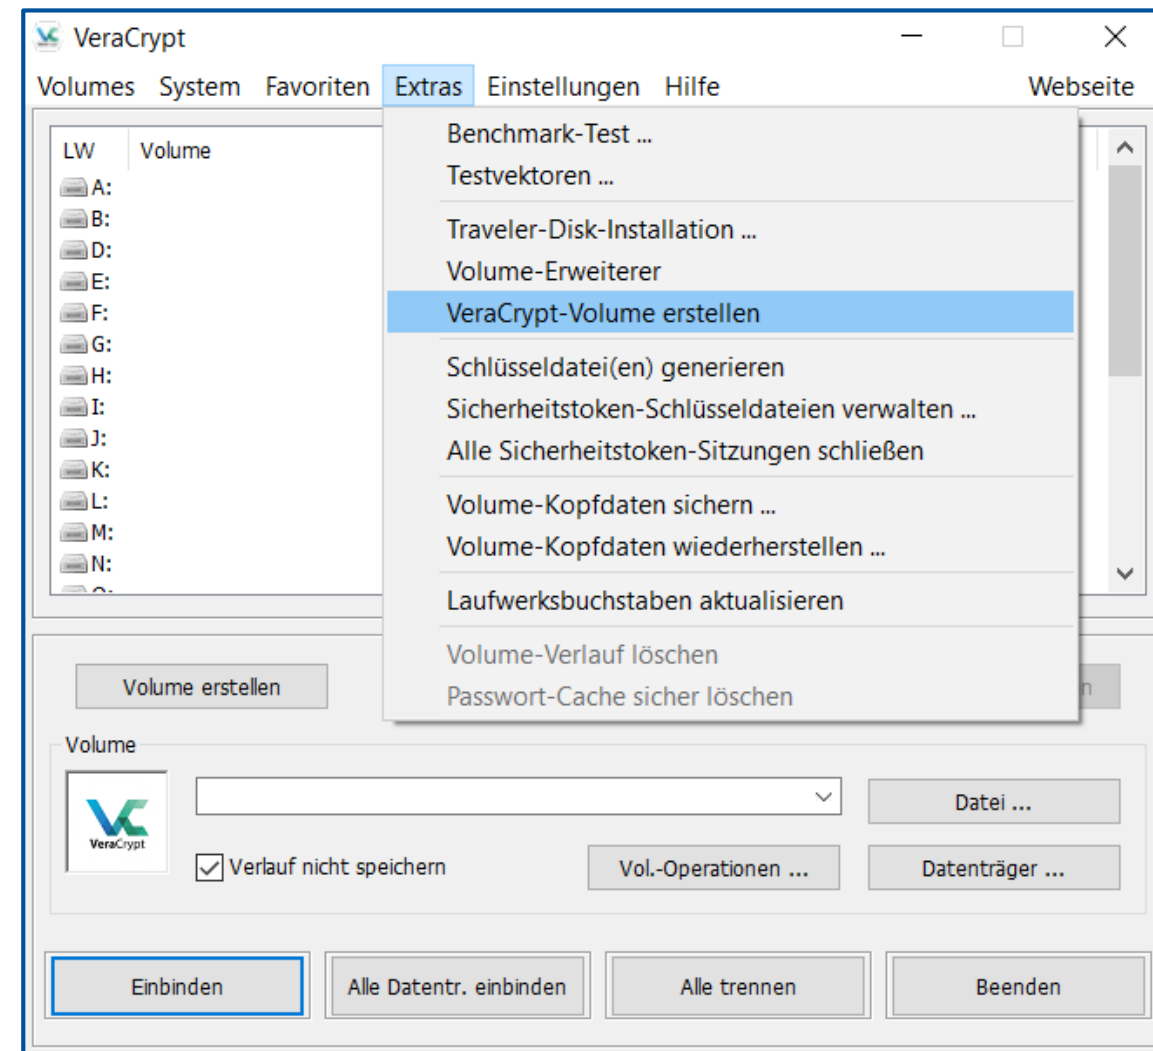 VeraCrypt
Volumes System Favoriten Extras Einstellungen Hilfe Webseite
LW Volume
A:
B:
D:
E:
F:
G:
H:
I:
J:
K:
L:
M:
N:
Benchmark-Test ...
Testvektoren ...
Traveler-Disk-Installation ...
Volume-Erweiterer
VeraCrypt-Volume erstellen
Schlüsseldatei(en) generieren
Sicherheitstoken-Schlüsseldateien verwalten ...
Alle Sicherheitstoken-Sitzungen schließen
Volume-Kopfdaten sichern ...
Volume-Kopfdaten wiederherstellen ...
Laufwerksbuchstaben aktualisieren
Volume-Verlauf löschen
Passwort-Cache sicher löschen
Volume erstellen
Volume
VeraCrypt
Datei ...
Verlauf nicht speichern
Vol.-Operationen ...
Datenträger ...
Einbinden
Alle Datentr. einbinden
Alle trennen
Beenden